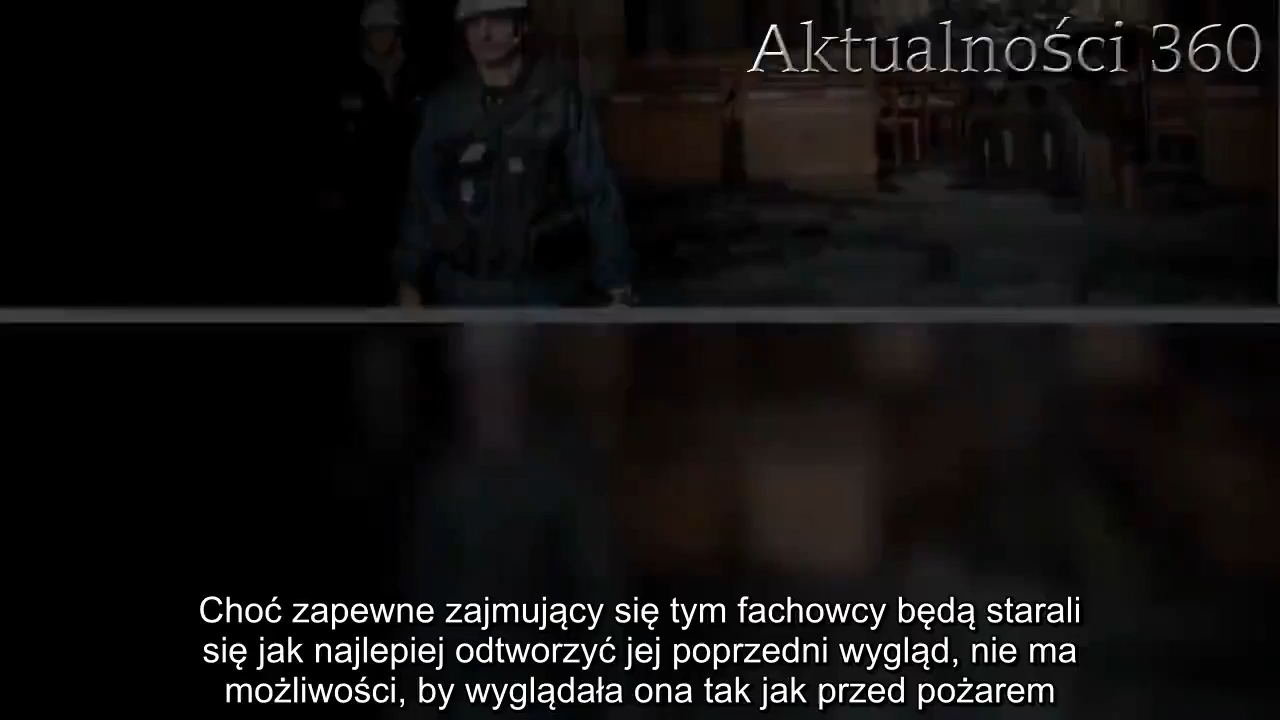 Aktualności 360
Choć zapewne zajmujący się tym fachowcy będą starali
się jak najlepiej odtworzyć jej poprzedni wygląd, nie ma
możliwości, by wyglądała ona tak jak przed pożarem